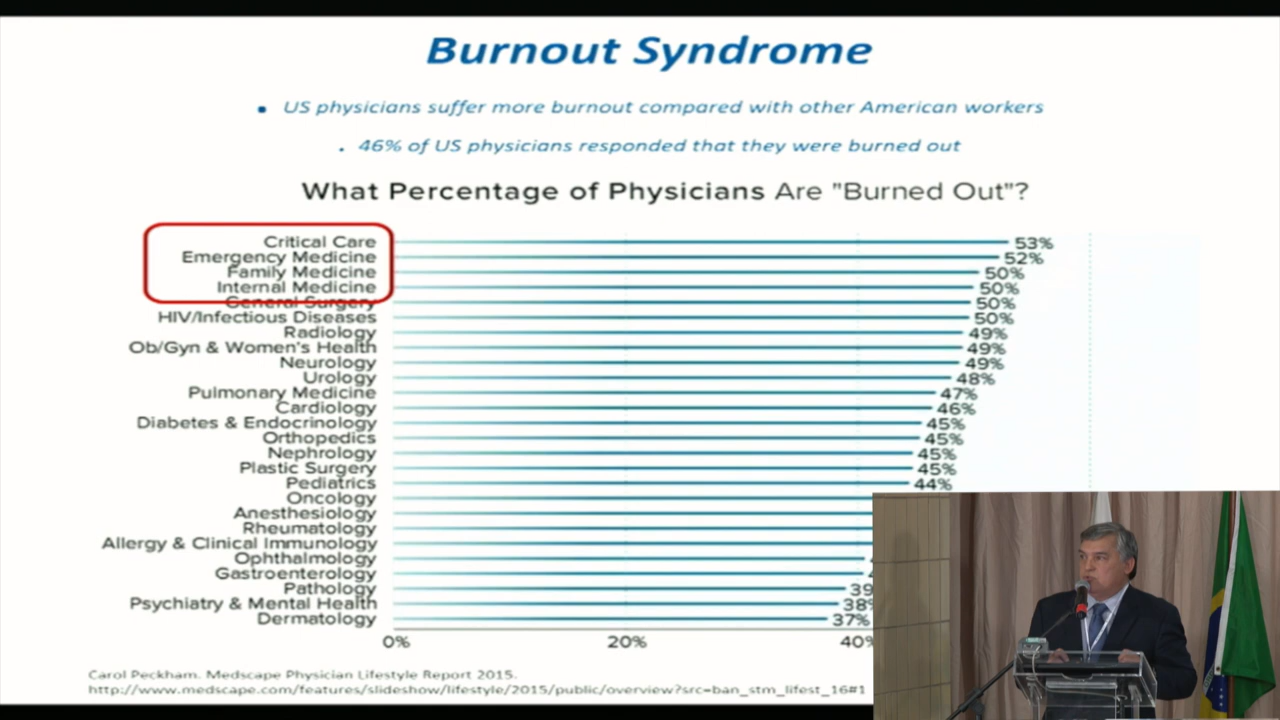 Burnout Syndrome
• US physicians suffer more burnout compared with other American workers
• 46% of US physicians responded that they were burned out
What Percentage of Physicians Are "Burned Out"?
Critical Care 53%
Emergency Medicine 52%
Family Medicine 50%
Internal Medicine 50%
General Surgery 50%
HIV/Infectious Diseases 50%
Radiology 49%
Ob/Gyn & Women's Health 49%
Neurology 49%
Urology 48%
Pulmonary Medicine 47%
Cardiology 46%
Diabetes & Endocrinology 45%
Orthopedics 45%
Nephrology 45%
Plastic Surgery 45%
Pediatrics 44%
Oncology
Anesthesiology
Rheumatology
Allergy & Clinical Immunology
Ophthalmology
Gastroenterology
Pathology 39
Psychiatry & Mental Health 38%
Dermatology 37%
0% 20% 40%
Carol Peckham. Medscape Physician Lifestyle Report 2015.
http://www.medscape.com/features/slideshow/lifestyle/2015/public/overview?src=ban_stm_lifest_16#1